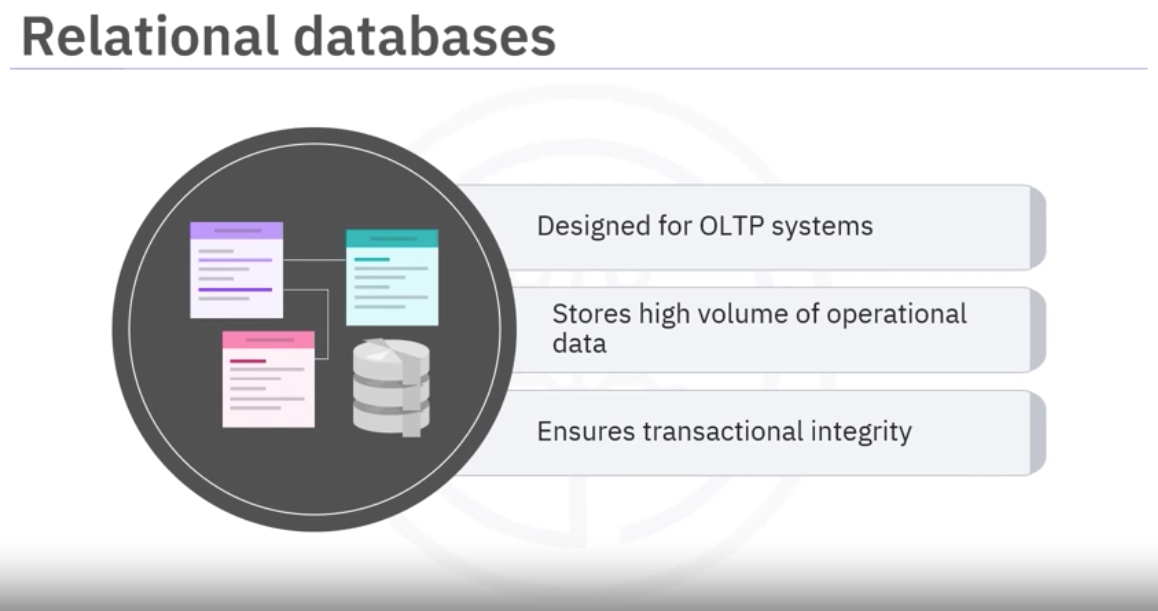 Relational databases
Designed for OLTP systems
Stores high volume of operational
data
Ensures transactional integrity